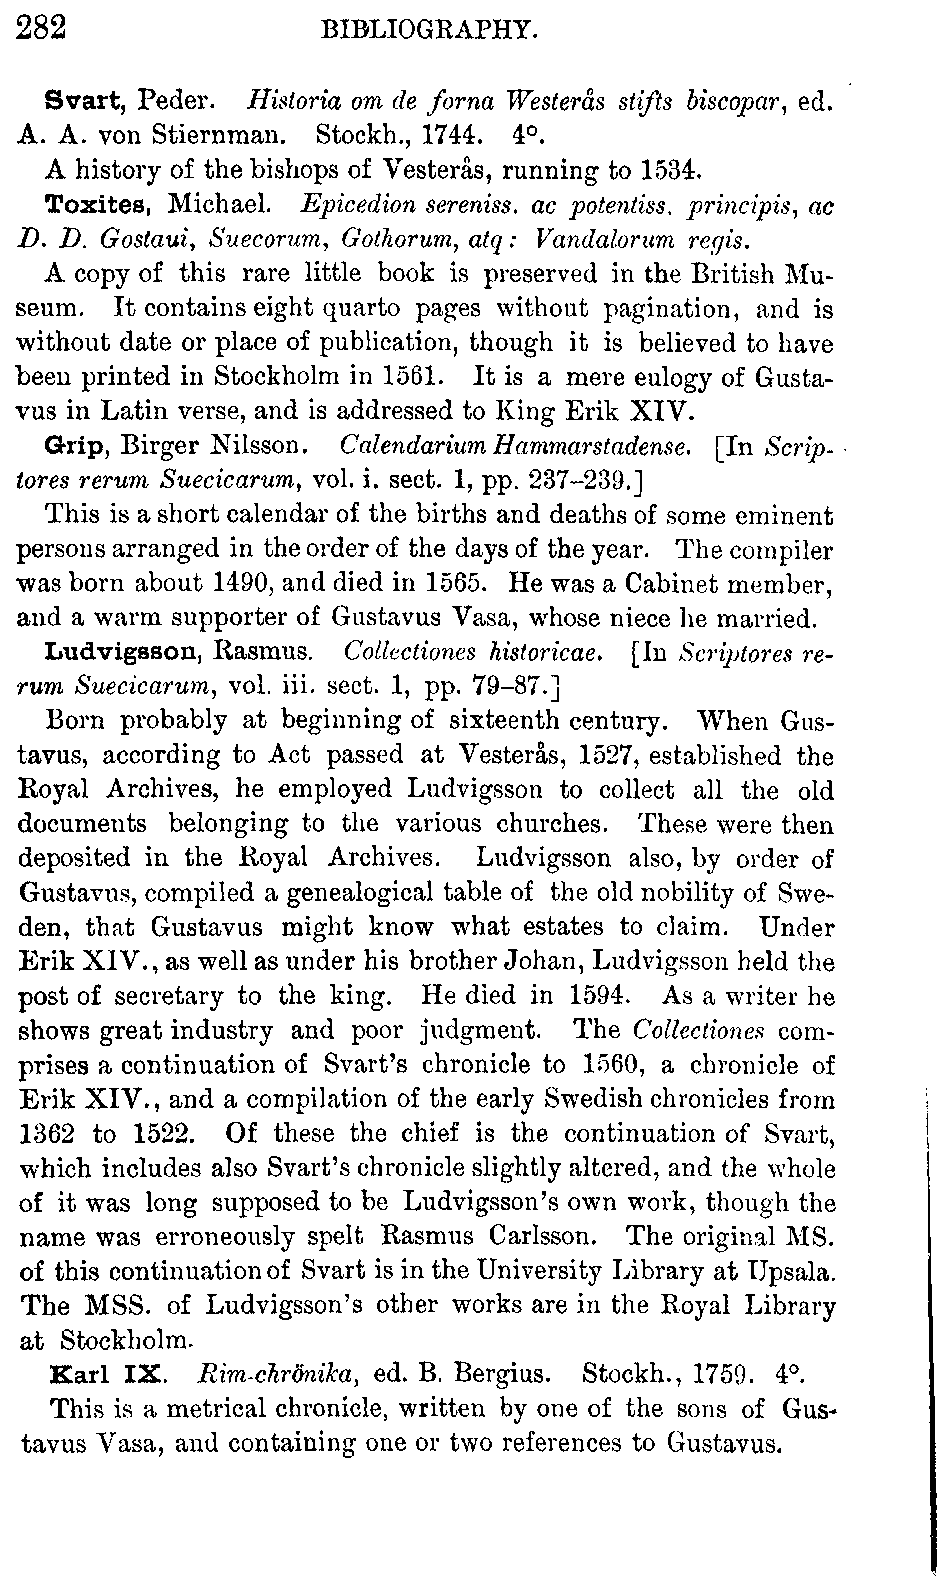 282 BIBLIOGRAPHY.
Svart, Peder. Historia om de forna Westerås stifts biscopar, ed.
A. A. von Stiernman. Stockh., 1744. 4°.
A history of the bishops of Vesterås, running to 1534.
Toxites, Michael. Epicedion sereniss. ac potentiss. principis, ac
D. D. Gostaui, Suecorum, Gothorum, atq: Vandalorum regis.
A copy of this rare little book is preserved in the British Mu-
seum. It contains eight quarto pages without pagination, and is
without date or place of publication, though it is believed to have
been printed in Stockholm in 1561. It is a mere eulogy of Gusta-
vus in Latin verse, and is addressed to King Erik XIV.
Grip, Birger Nilsson. Calendarium Hammarstadense. [In Scrip-
tores rerum Suecicarum, vol. i. sect. 1, pp. 237–239.]
This is a short calendar of the births and deaths of some eminent
persons arranged in the order of the days of the year. The compiler
was born about 1490, and died in 1565. He was a Cabinet member,
and a warm supporter of Gustavus Vasa, whose niece he married.
Ludvigsson, Rasmus. Collectiones historicae. [In Scriptores re-
rum Suecicarum, vol. iii. sect. 1, pp. 79–87.]
Born probably at beginning of sixteenth century. When Gus-
tavus, according to Act passed at Vesterås, 1527, established the
Royal Archives, he employed Ludvigsson to collect all the old
documents belonging to the various churches. These were then
deposited in the Royal Archives. Ludvigsson also, by order of
Gustavus, compiled a genealogical table of the old nobility of Swe-
den, that Gustavus might know what estates to claim. Under
Erik XIV., as well as under his brother Johan, Ludvigsson held the
post of secretary to the king. He died in 1594. As a writer he
shows great industry and poor judgment. The Collectiones com-
prises a continuation of Svart's chronicle to 1560, a chronicle of
Erik XIV., and a compilation of the early Swedish chronicles from
1362 to 1522. Of these the chief is the continuation of Svart,
which includes also Svart's chronicle slightly altered, and the whole
of it was long supposed to be Ludvigsson's own work, though the
name was erroneously spelt Rasmus Carlsson. The original MS.
of this continuation of Svart is in the University Library at Upsala.
The MSS. of Ludvigsson's other works are in the Royal Library
at Stockholm.
Karl IX. Rim-chrönika, ed. B. Bergius. Stockh., 1759. 4°.
This is a metrical chronicle, written by one of the sons of Gus-
tavus Vasa, and containing one or two references to Gustavus.